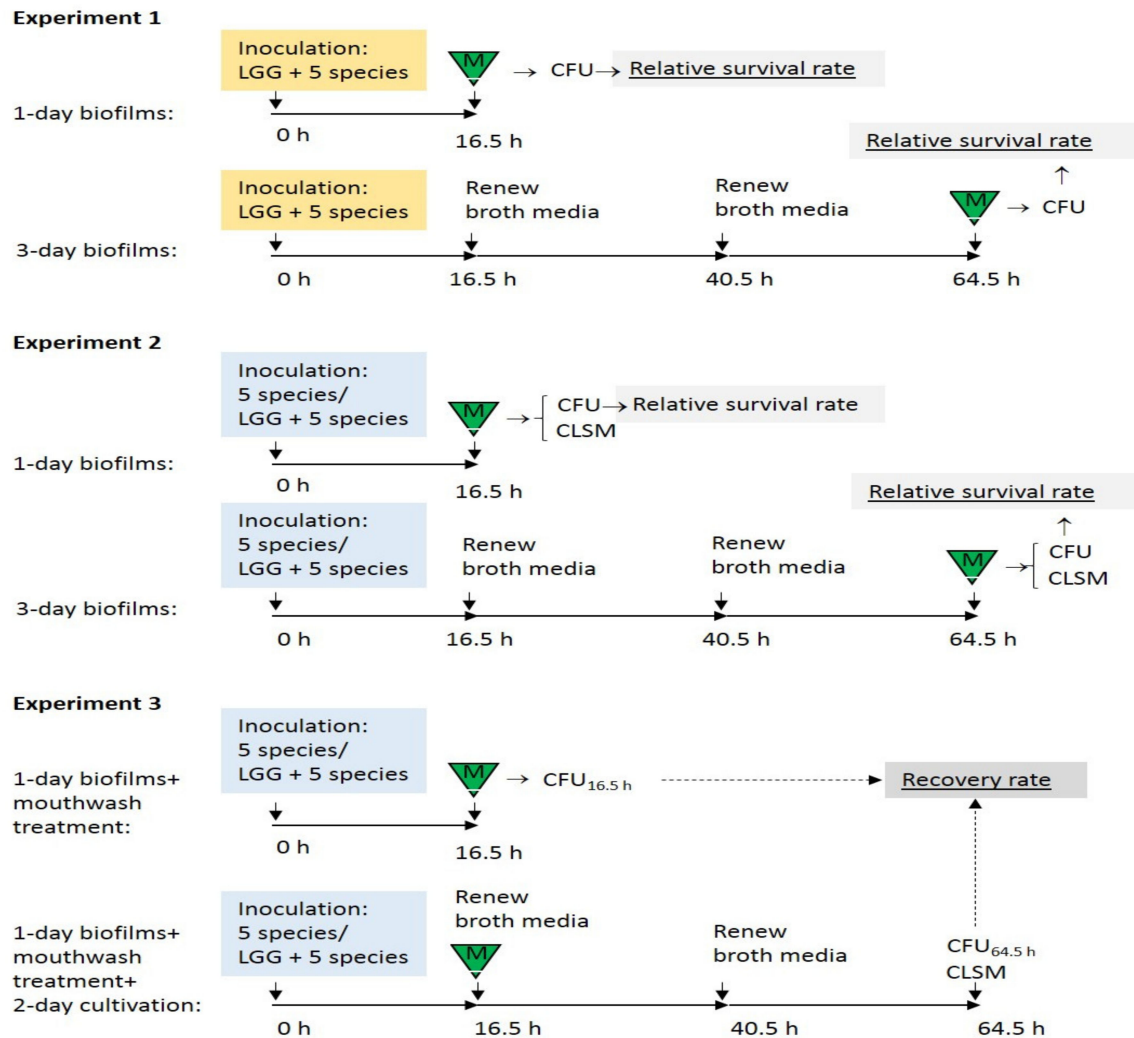 Experiment 1
Inoculation:
LGG + 5 species
M
→ CFU → Relative survival rate
1-day biofilms:
0 h
16.5 h
Relative survival rate
↑
Inoculation:
LGG + 5 species
Renew
broth media
Renew
broth media
M
→ CFU
3-day biofilms:
0 h
16.5 h
40.5 h
64.5 h
Experiment 2
Inoculation:
5 species/
LGG + 5 species
M
→ CFU → Relative survival rate
CLSM
1-day biofilms:
0 h
16.5 h
Relative survival rate
↑
Inoculation:
5 species/
LGG + 5 species
Renew
broth media
Renew
broth media
M
→ CFU
CLSM
3-day biofilms:
0 h
16.5 h
40.5 h
64.5 h
Experiment 3
Inoculation:
5 species/
LGG + 5 species
1-day biofilms+
mouthwash
treatment:
M
→ CFU16.5 h
Recovery rate
0 h
16.5 h
Inoculation:
5 species/
LGG + 5 species
Renew
broth media
M
Renew
broth media
1-day biofilms+
mouthwash
treatment+
2-day cultivation:
CFU64.5 h
CLSM
0 h
16.5 h
40.5 h
64.5 h